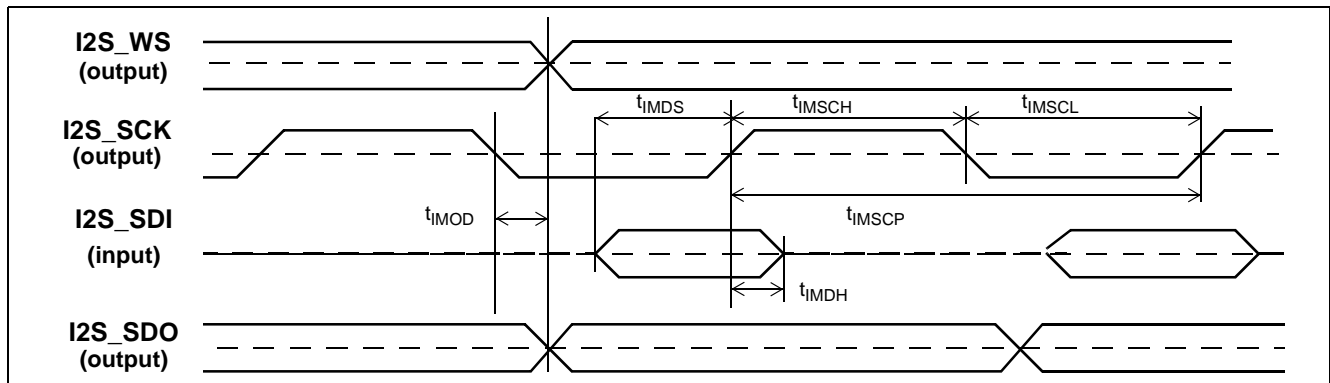 I2S_WS
(output)
tIMDS
tIMSCH
tIMSCL
I2S_SCK
(output)
tIMOD
tIMSCP
I2S_SDI
(input)
tIMDH
I2S_SDO
(output)